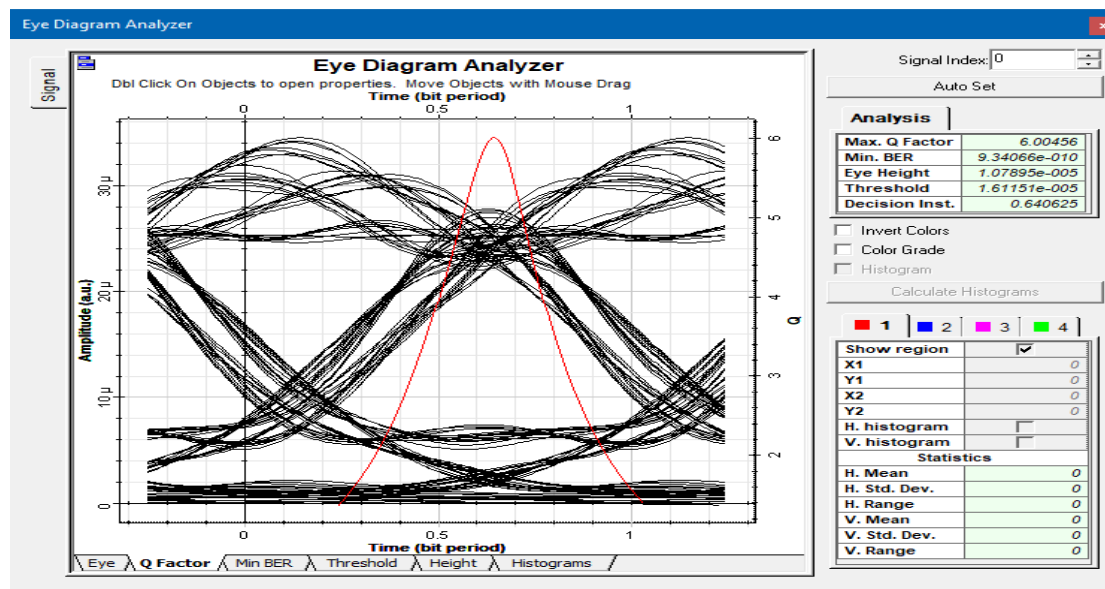 Eye Diagram Analyzer
×
Signal
Eye Diagram Analyzer
Dbl Click On Objects to open properties. Move Objects with Mouse Drag
Time (bit period)
0 0.5 1
Amplitude (a.u.)
30 µ
20 µ
10 µ
0
Q
6
5
4
3
2
0 0.5 1
Time (bit period)
Eye Q Factor Min BER Threshold Height Histograms
Signal Index: 0
Auto Set
Analysis
Max. Q Factor 6.00456
Min. BER 9.34066e-010
Eye Height 1.07895e-005
Threshold 1.61151e-005
Decision Inst. 0.640625
Invert Colors
Color Grade
Histogram
Calculate Histograms
1 2 3 4
Show region
X1 0
Y1 0
X2 0
Y2 0
H. histogram
V. histogram
Statistics
H. Mean 0
H. Std. Dev. 0
H. Range 0
V. Mean 0
V. Std. Dev. 0
V. Range 0